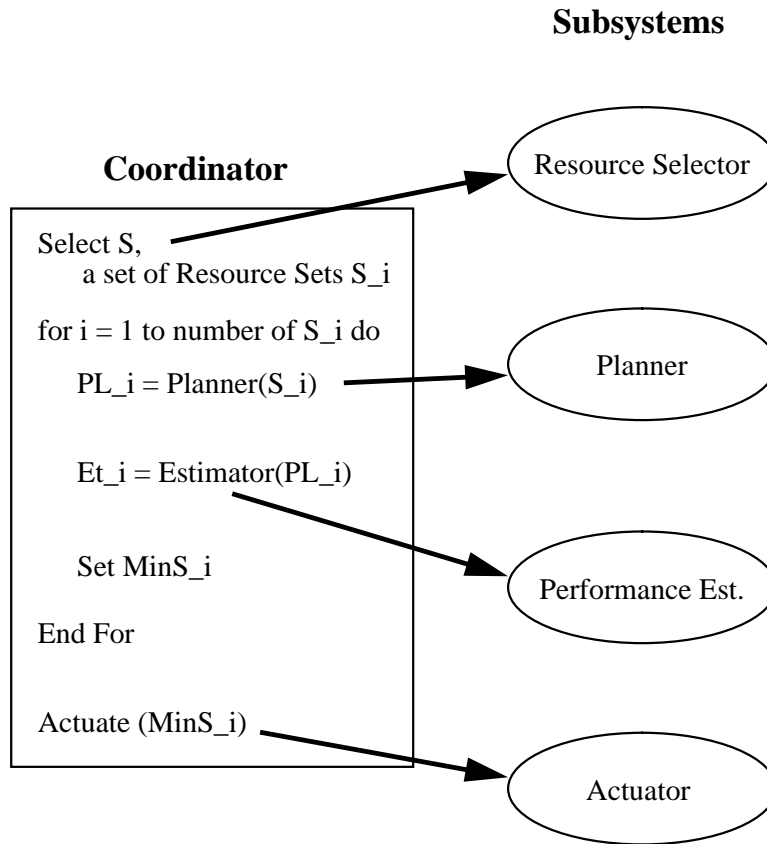 Subsystems
Coordinator
Resource Selector
Select S,
a set of Resource Sets S_i
for i = 1 to number of S_i do
PL_i = Planner(S_i)
Planner
Et_i = Estimator(PL_i)
Set MinS_i
Performance Est.
End For
Actuate (MinS_i)
Actuator